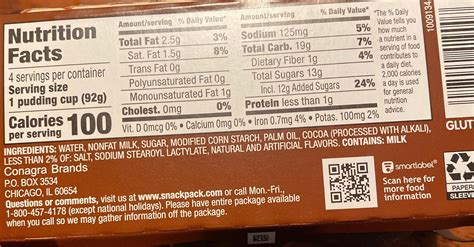 Nutrition
Facts
4 servings per container
Serving size
1 pudding cup (92g)
Calories 100
per serving
Amount/serving % Daily Value*
Total Fat 2.5g 3%
Sat. Fat 1.5g 8%
Trans Fat 0g
Polyunsaturated Fat 0g
Monounsaturated Fat 1g
Cholest. 0mg 0%
Amount/serving % Daily Value*
Sodium 125mg 5%
Total Carb. 19g 7%
Dietary Fiber 1g 4%
Total Sugars 13g
Incl. 12g Added Sugars 24%
Protein less than 1g
Vit. D 0mcg 0% • Calcium 0mg 0% • Iron 0.7mg 4% • Potas. 100mg 2%
*The % Daily
Value tells you
how much
a nutrient in a
serving of food
contributes to
a daily diet.
2,000 calories
a day is used
for general
nutrition
advice.
1009134
GLUT
INGREDIENTS: WATER, NONFAT MILK, SUGAR, MODIFIED CORN STARCH, PALM OIL, COCOA (PROCESSED WITH ALKALI),
LESS THAN 2% OF: SALT, SODIUM STEAROYL LACTYLATE, NATURAL AND ARTIFICIAL FLAVORS. CONTAINS: MILK
Conagra Brands
P.O. BOX 3534
CHICAGO, IL 60654
Questions or comments, visit us at www.snackpack.com or call Mon.-Fri.,
1-800-457-4178 (except national holidays). Please have entire package available
when you call so we may gather information off the package.
smartlabel
Scan here for
more food
information
PAPER
SLEEVE